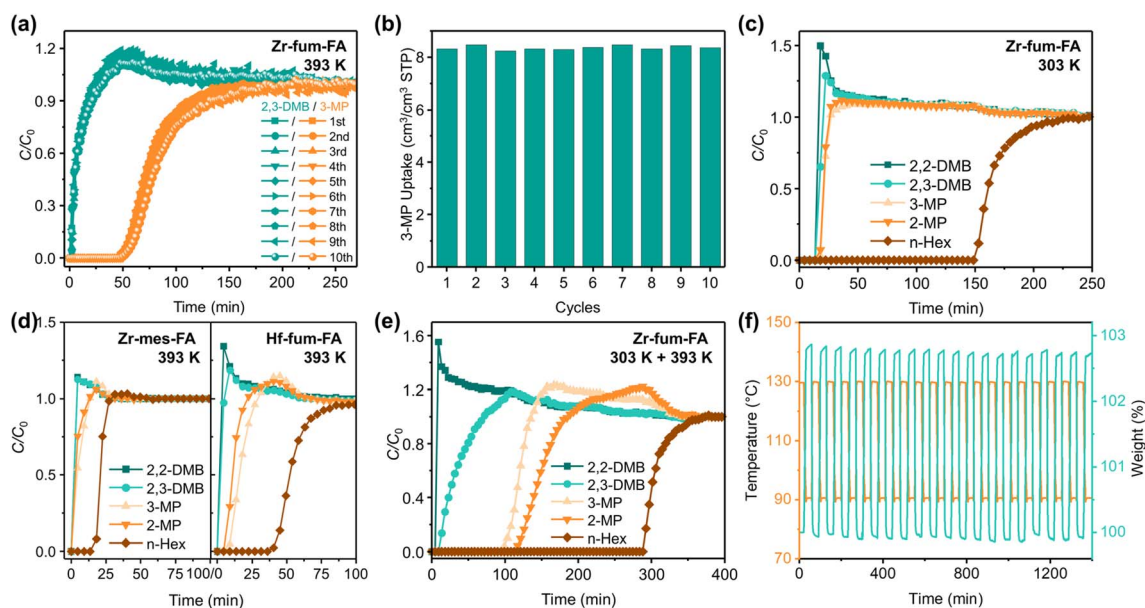 (a)
Zr-fum-FA
393 K
2,3-DMB / 3-MP
/ 1st
/ 2nd
/ 3rd
/ 4th
/ 5th
/ 6th
/ 7th
/ 8th
/ 9th
/ 10th
C/C0
1.2
0.9
0.6
0.3
0.0
0 50 100 150 200 250
Time (min)
(b)
3-MP Uptake (cm3/cm3 STP)
8
6
4
2
0
1 2 3 4 5 6 7 8 9 10
Cycles
(c)
Zr-fum-FA
303 K
C/C0
1.5
1.0
0.5
0.0
2,2-DMB
2,3-DMB
3-MP
2-MP
n-Hex
0 50 100 150 200 250
Time (min)
(d)
Zr-mes-FA
393 K
Hf-fum-FA
393 K
C/C0
1.5
1.0
0.5
0.0
2,2-DMB
2,3-DMB
3-MP
2-MP
n-Hex
0 25 50 75 100/0 25 50 75 100
Time (min) Time (min)
(e)
Zr-fum-FA
303 K + 393 K
C/C0
1.6
1.2
1.2
0.4
0.0
2,2-DMB
2,3-DMB
3-MP
2-MP
n-Hex
0 100 200 300 400
Time (min)
(f)
Temperature (°C)
150
130
110
90
70
Weight (%)
103
102
101
100
0 400 800 1200
Time (min)